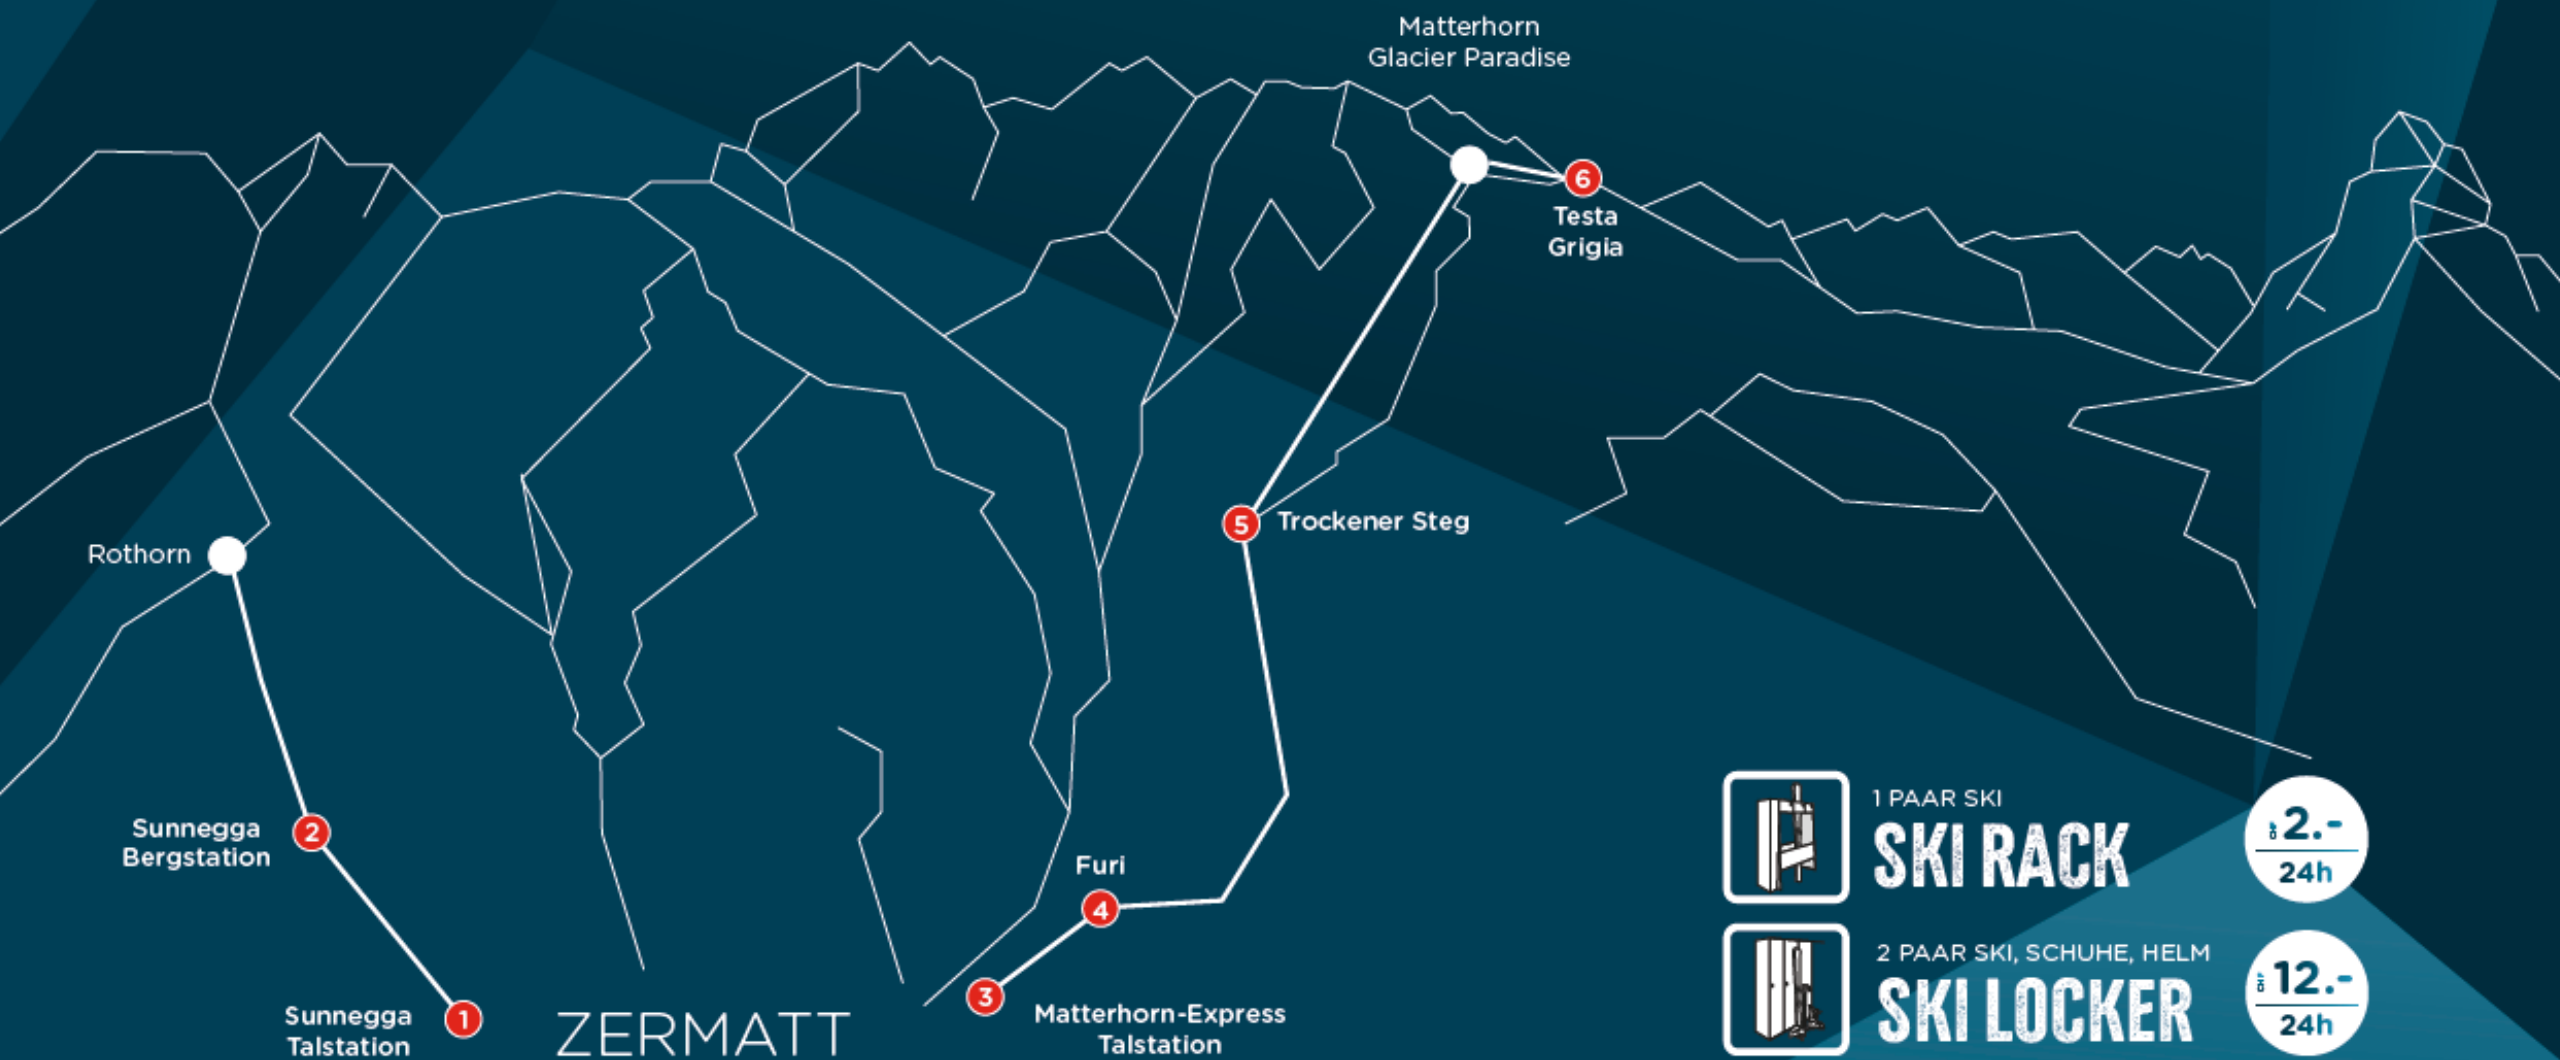 Matterhorn
Glacier Paradise
6
Testa
Grigia
5
Trockener Steg
Rothorn
Sunnegga
Bergstation
2
Furi
4
3
Matterhorn-Express
Talstation
Sunnegga
Talstation
1
ZERMATT
1 PAAR SKI
SKI RACK
CHF 2.-
24h
2 PAAR SKI, SCHUHE, HELM
SKI LOCKER
CHF 12.-
24h